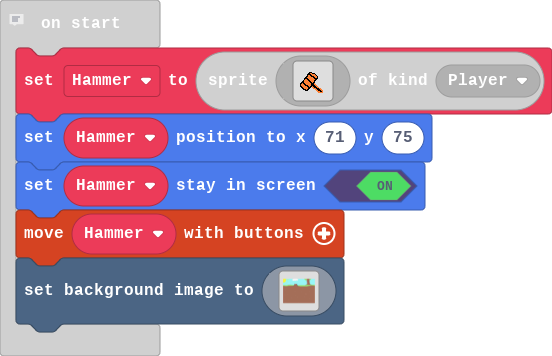 on start
set Hammer to sprite of kind Player
set Hammer position to x 71 y 75
set Hammer stay in screen ON
move Hammer with buttons
set background image to